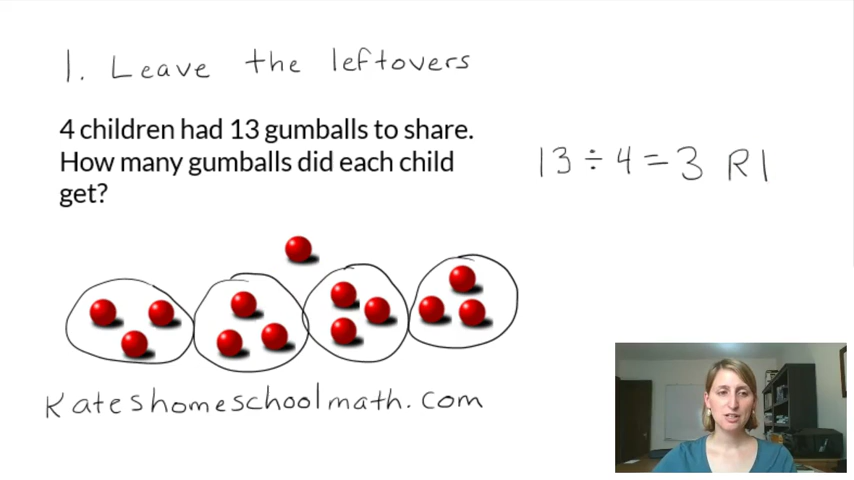 1. Leave the leftovers
4 children had 13 gumballs to share.
How many gumballs did each child
get?
13 ÷ 4 = 3 R1
Kateshomeschoolmath.com